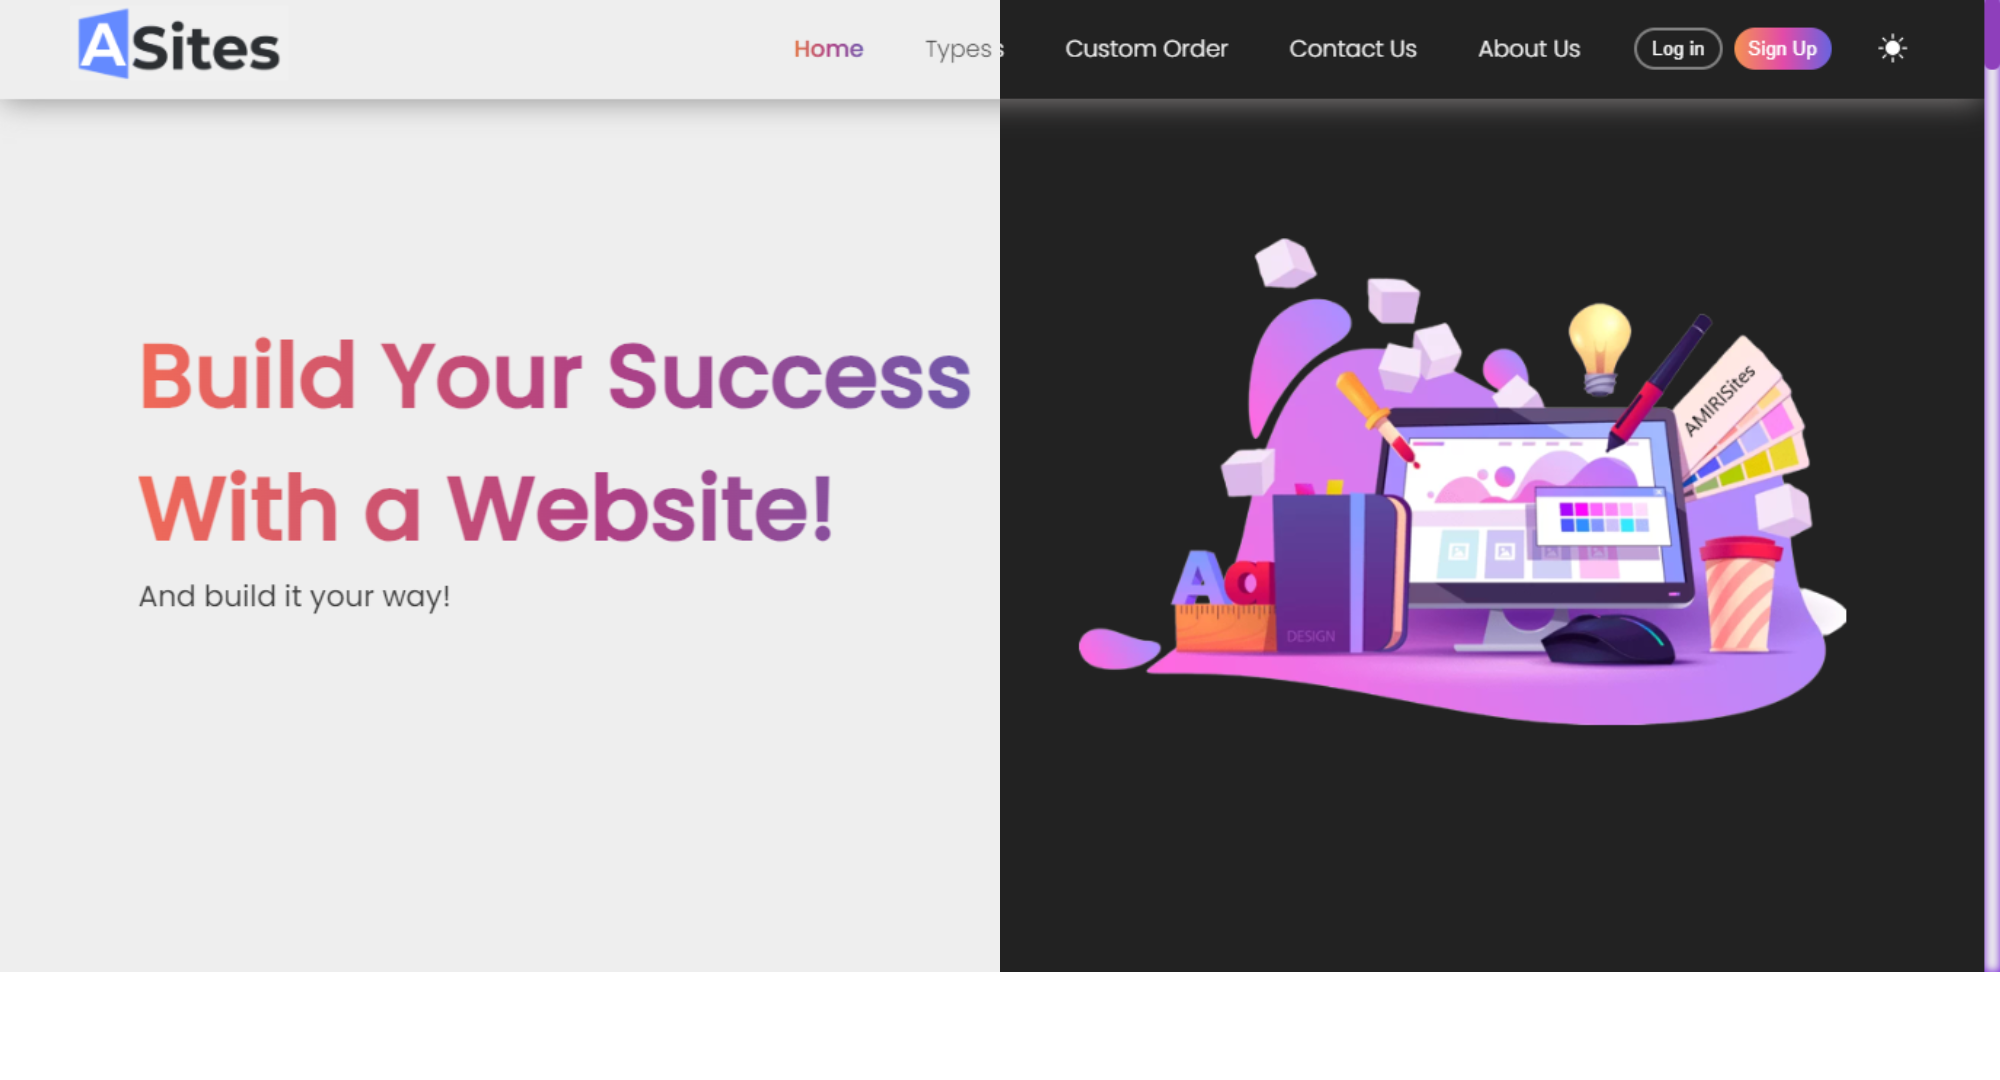 ASites
Home Types Custom Order Contact Us About Us Log in Sign Up
Build Your Success
With a Website!
And build it your way!
AMIRISites
Aa
DESIGN